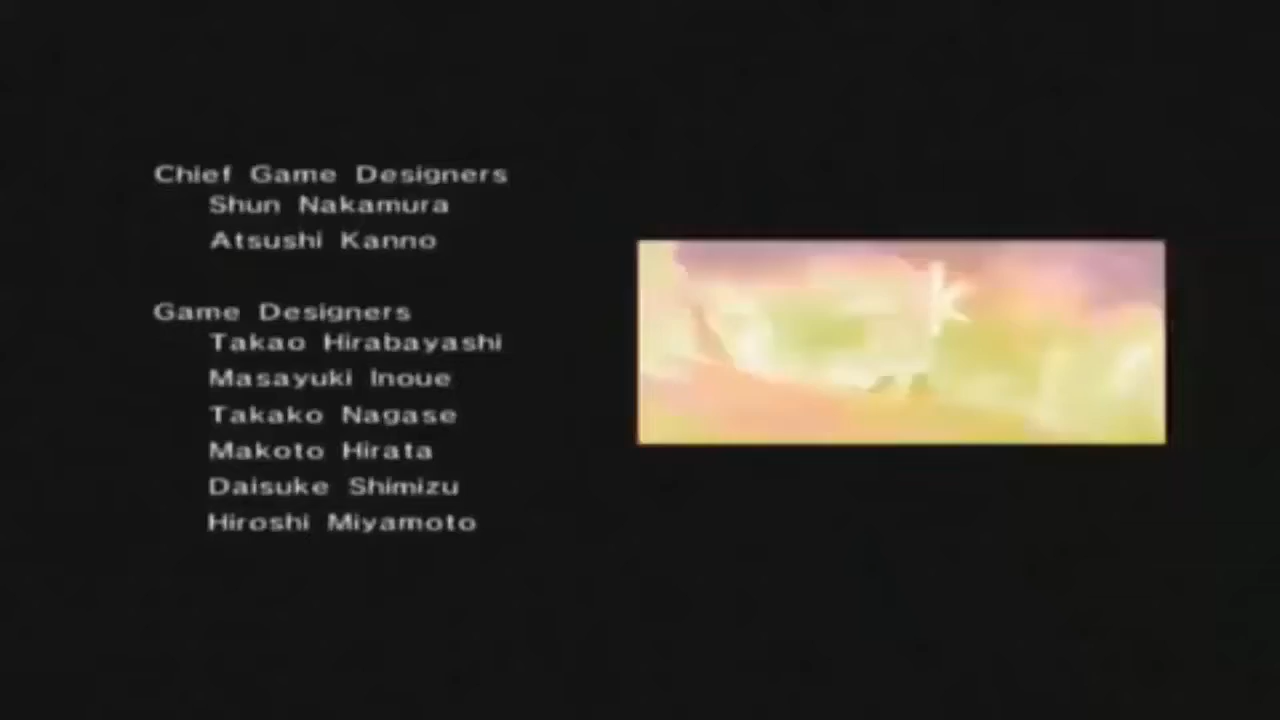 Chief Game Designers
Shun Nakamura
Atsushi Kanno
Game Designers
Takao Hirabayashi
Masayuki Inoue
Takako Nagase
Makoto Hirata
Daisuke Shimizu
Hiroshi Miyamoto